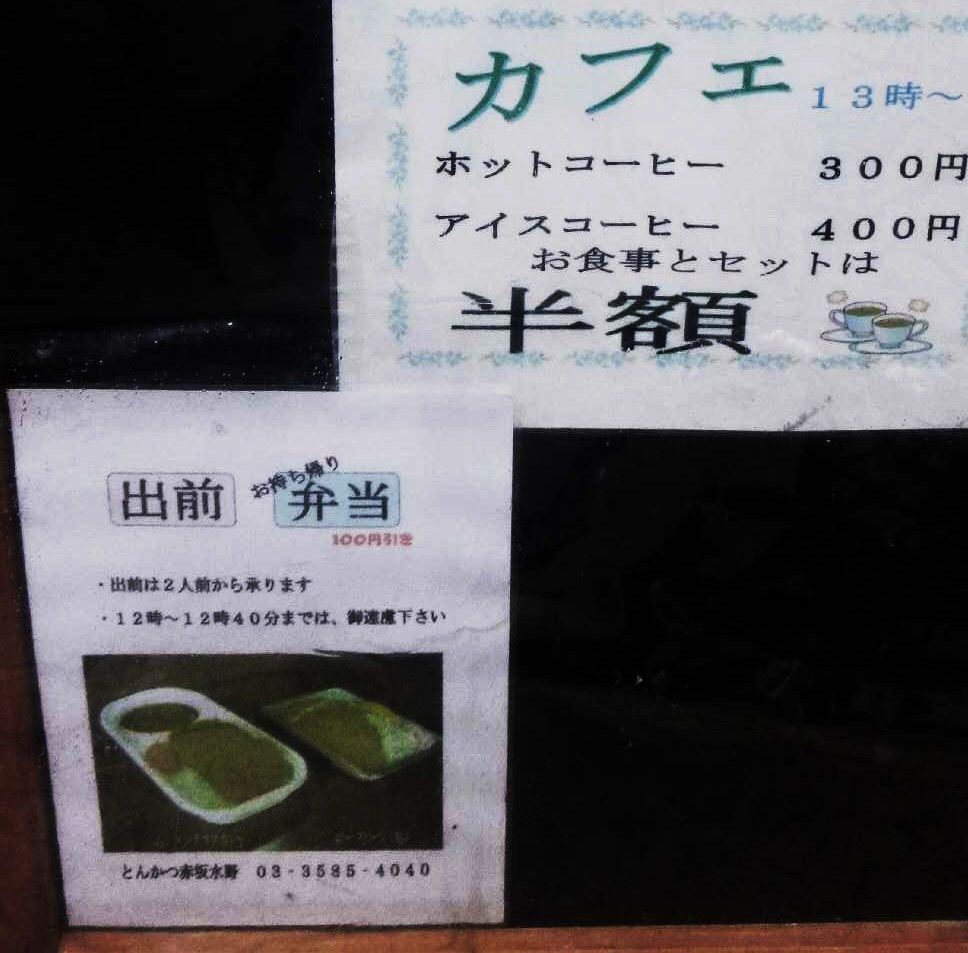 カフェ １３時～
ホットコーヒー ３００円
アイスコーヒー ４００円
お食事とセットは
半額
出前 お持ち帰り 弁当
100円引き
・出前は２人前から承ります
・１２時～１２時４０分までは、御遠慮下さい
とんかつ赤坂水野 ０３-３５８５-４０４０